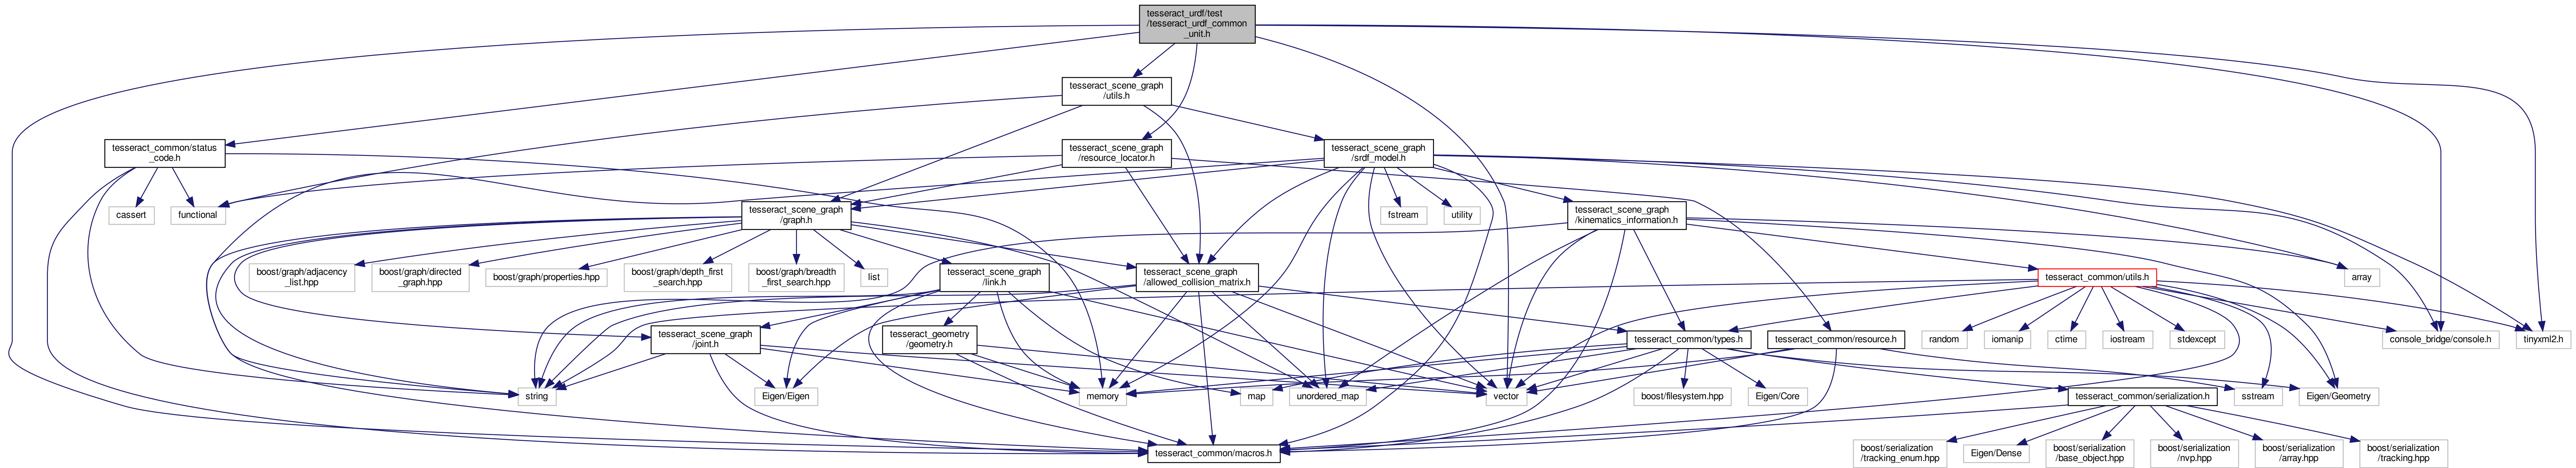 tesseract_urdf/test
/tesseract_urdf_common
_unit.h
tesseract_scene_graph
/utils.h
tesseract_common/status
_code.h
tesseract_scene_graph
/resource_locator.h
tesseract_scene_graph
/srdf_model.h
cassert
functional
tesseract_scene_graph
/graph.h
fstream
utility
tesseract_scene_graph
/kinematics_information.h
boost/graph/adjacency
_list.hpp
boost/graph/directed
_graph.hpp
boost/graph/properties.hpp
boost/graph/depth_first
_search.hpp
boost/graph/breadth
_first_search.hpp
list
tesseract_scene_graph
/link.h
tesseract_scene_graph
/allowed_collision_matrix.h
tesseract_common/utils.h
array
tesseract_scene_graph
/joint.h
tesseract_geometry
/geometry.h
tesseract_common/types.h
tesseract_common/resource.h
random
iomanip
ctime
iostream
stdexcept
console_bridge/console.h
tinyxml2.h
string
Eigen/Eigen
memory
map
unordered_map
vector
boost/filesystem.hpp
Eigen/Core
tesseract_common/serialization.h
sstream
Eigen/Geometry
tesseract_common/macros.h
boost/serialization
/tracking_enum.hpp
Eigen/Dense
boost/serialization
/base_object.hpp
boost/serialization
/nvp.hpp
boost/serialization
/array.hpp
boost/serialization
/tracking.hpp